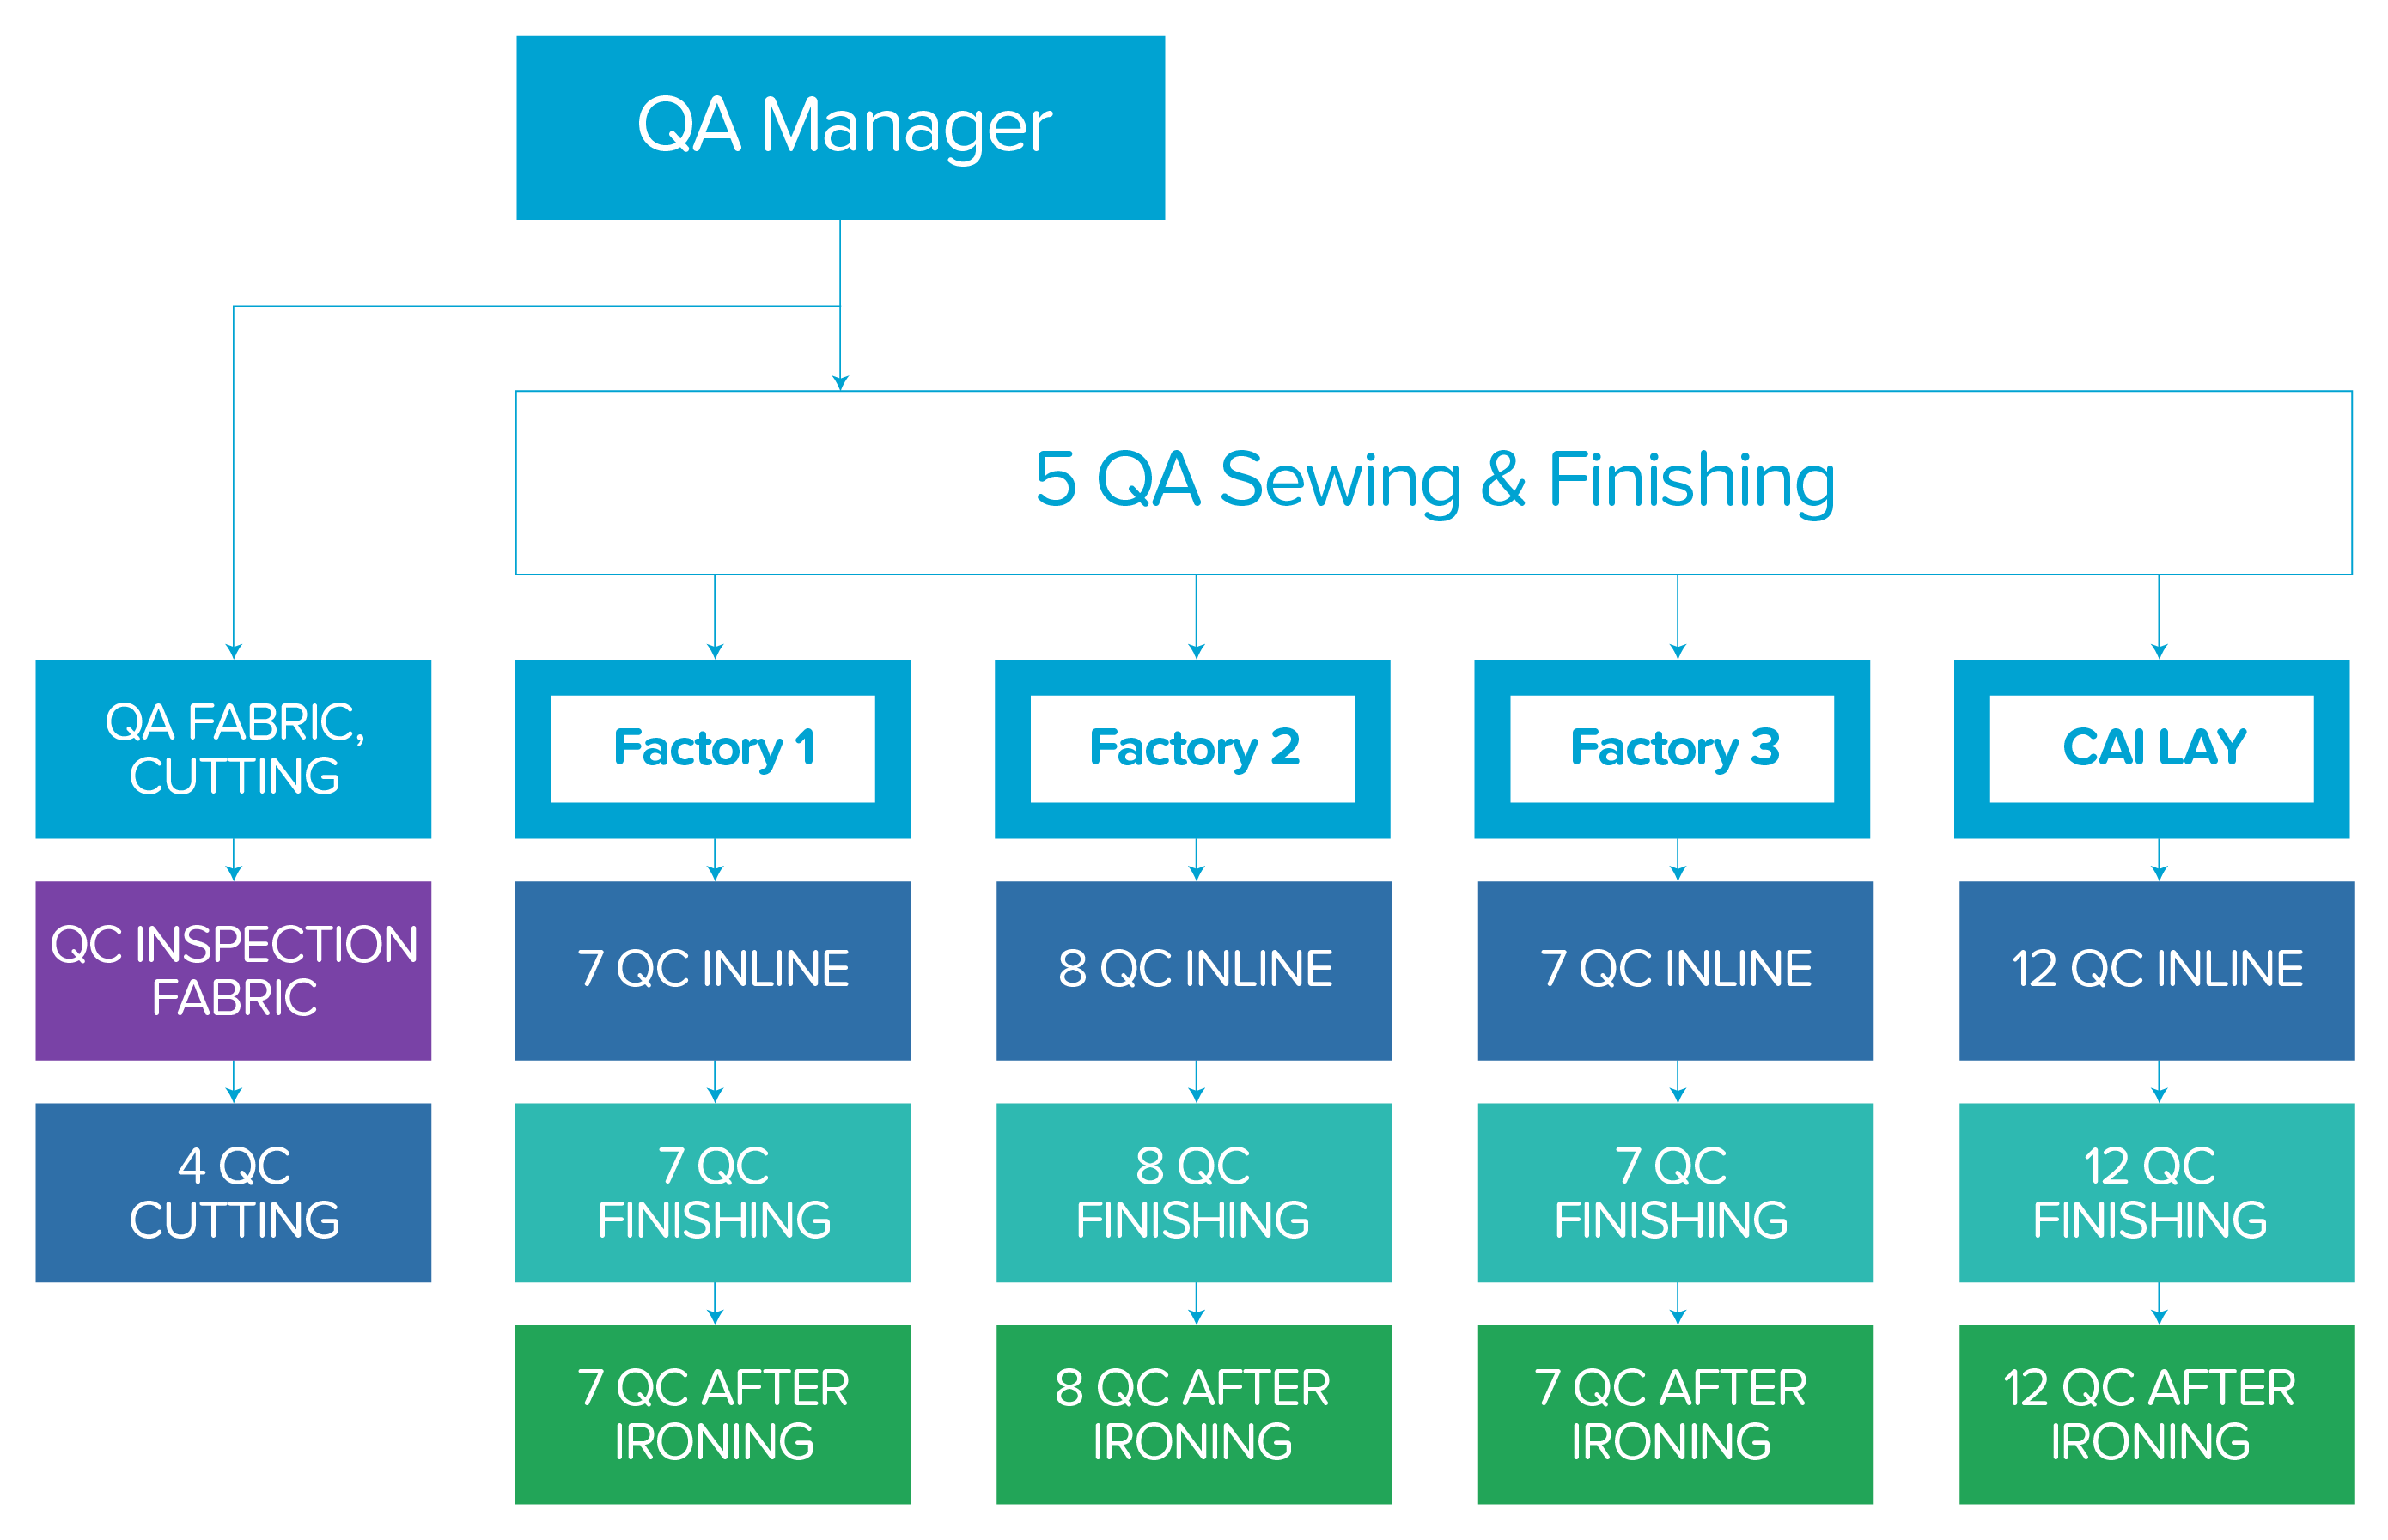 QA Manager
5 QA Sewing & Finishing
QA FABRIC,
CUTTING
Factory 1
Factory 2
Factory 3
CAILAY
QC INSPECTION
FABRIC
7 QC INLINE
8 QC INLINE
7 QC INLINE
12 QC INLINE
4 QC
CUTTING
7 QC
FINISHING
8 QC
FINISHING
7 QC
FINISHING
12 QC
FINISHING
7 QC AFTER
IRONING
8 QC AFTER
IRONING
7 QC AFTER
IRONING
12 QC AFTER
IRONING